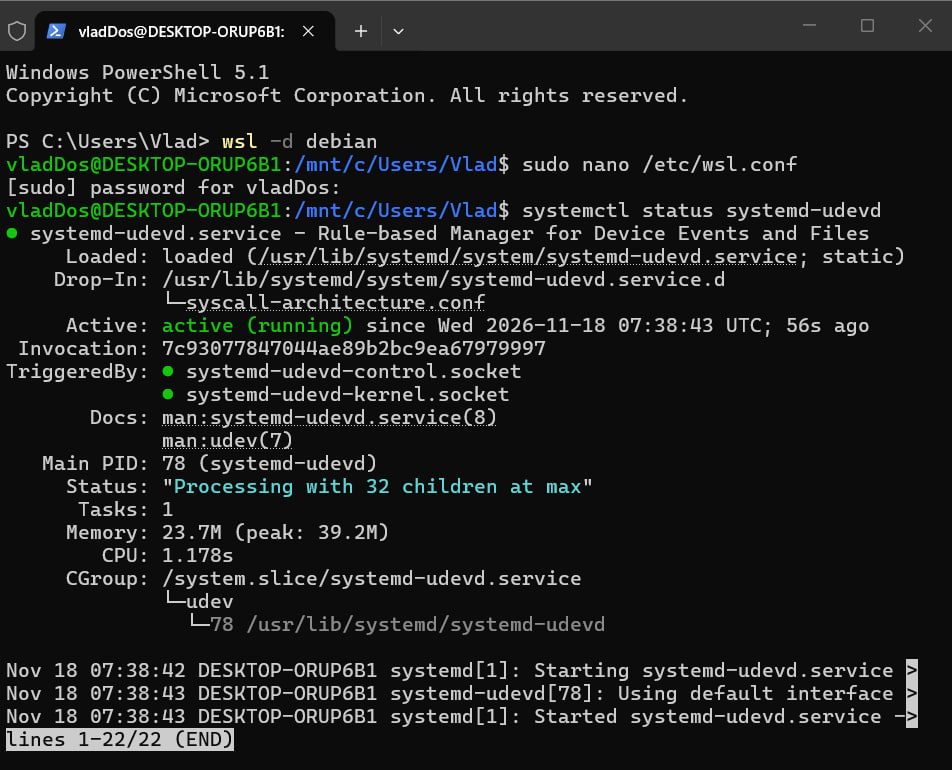 vladDos@DESKTOP-ORUP6B1:
Windows PowerShell 5.1
Copyright (C) Microsoft Corporation. All rights reserved.
PS C:\Users\Vlad> wsl -d debian
vladDos@DESKTOP-ORUP6B1:/mnt/c/Users/Vlad$ sudo nano /etc/wsl.conf
[sudo] password for vladDos:
vladDos@DESKTOP-ORUP6B1:/mnt/c/Users/Vlad$ systemctl status systemd-udevd
● systemd-udevd.service - Rule-based Manager for Device Events and Files
Loaded: loaded (/usr/lib/systemd/system/systemd-udevd.service; static)
Drop-In: /usr/lib/systemd/system/systemd-udevd.service.d
└─syscall-architecture.conf
Active: active (running) since Wed 2026-11-18 07:38:43 UTC; 56s ago
Invocation: 7c93077847044ae89b2bc9ea67979997
TriggeredBy: ● systemd-udevd-control.socket
● systemd-udevd-kernel.socket
Docs: man:systemd-udevd.service(8)
man:udev(7)
Main PID: 78 (systemd-udevd)
Status: "Processing with 32 children at max"
Tasks: 1
Memory: 23.7M (peak: 39.2M)
CPU: 1.178s
CGroup: /system.slice/systemd-udevd.service
└─udev
└─78 /usr/lib/systemd/systemd-udevd
Nov 18 07:38:42 DESKTOP-ORUP6B1 systemd[1]: Starting systemd-udevd.service >
Nov 18 07:38:43 DESKTOP-ORUP6B1 systemd-udevd[78]: Using default interface >
Nov 18 07:38:43 DESKTOP-ORUP6B1 systemd[1]: Started systemd-udevd.service ->
lines 1-22/22 (END)